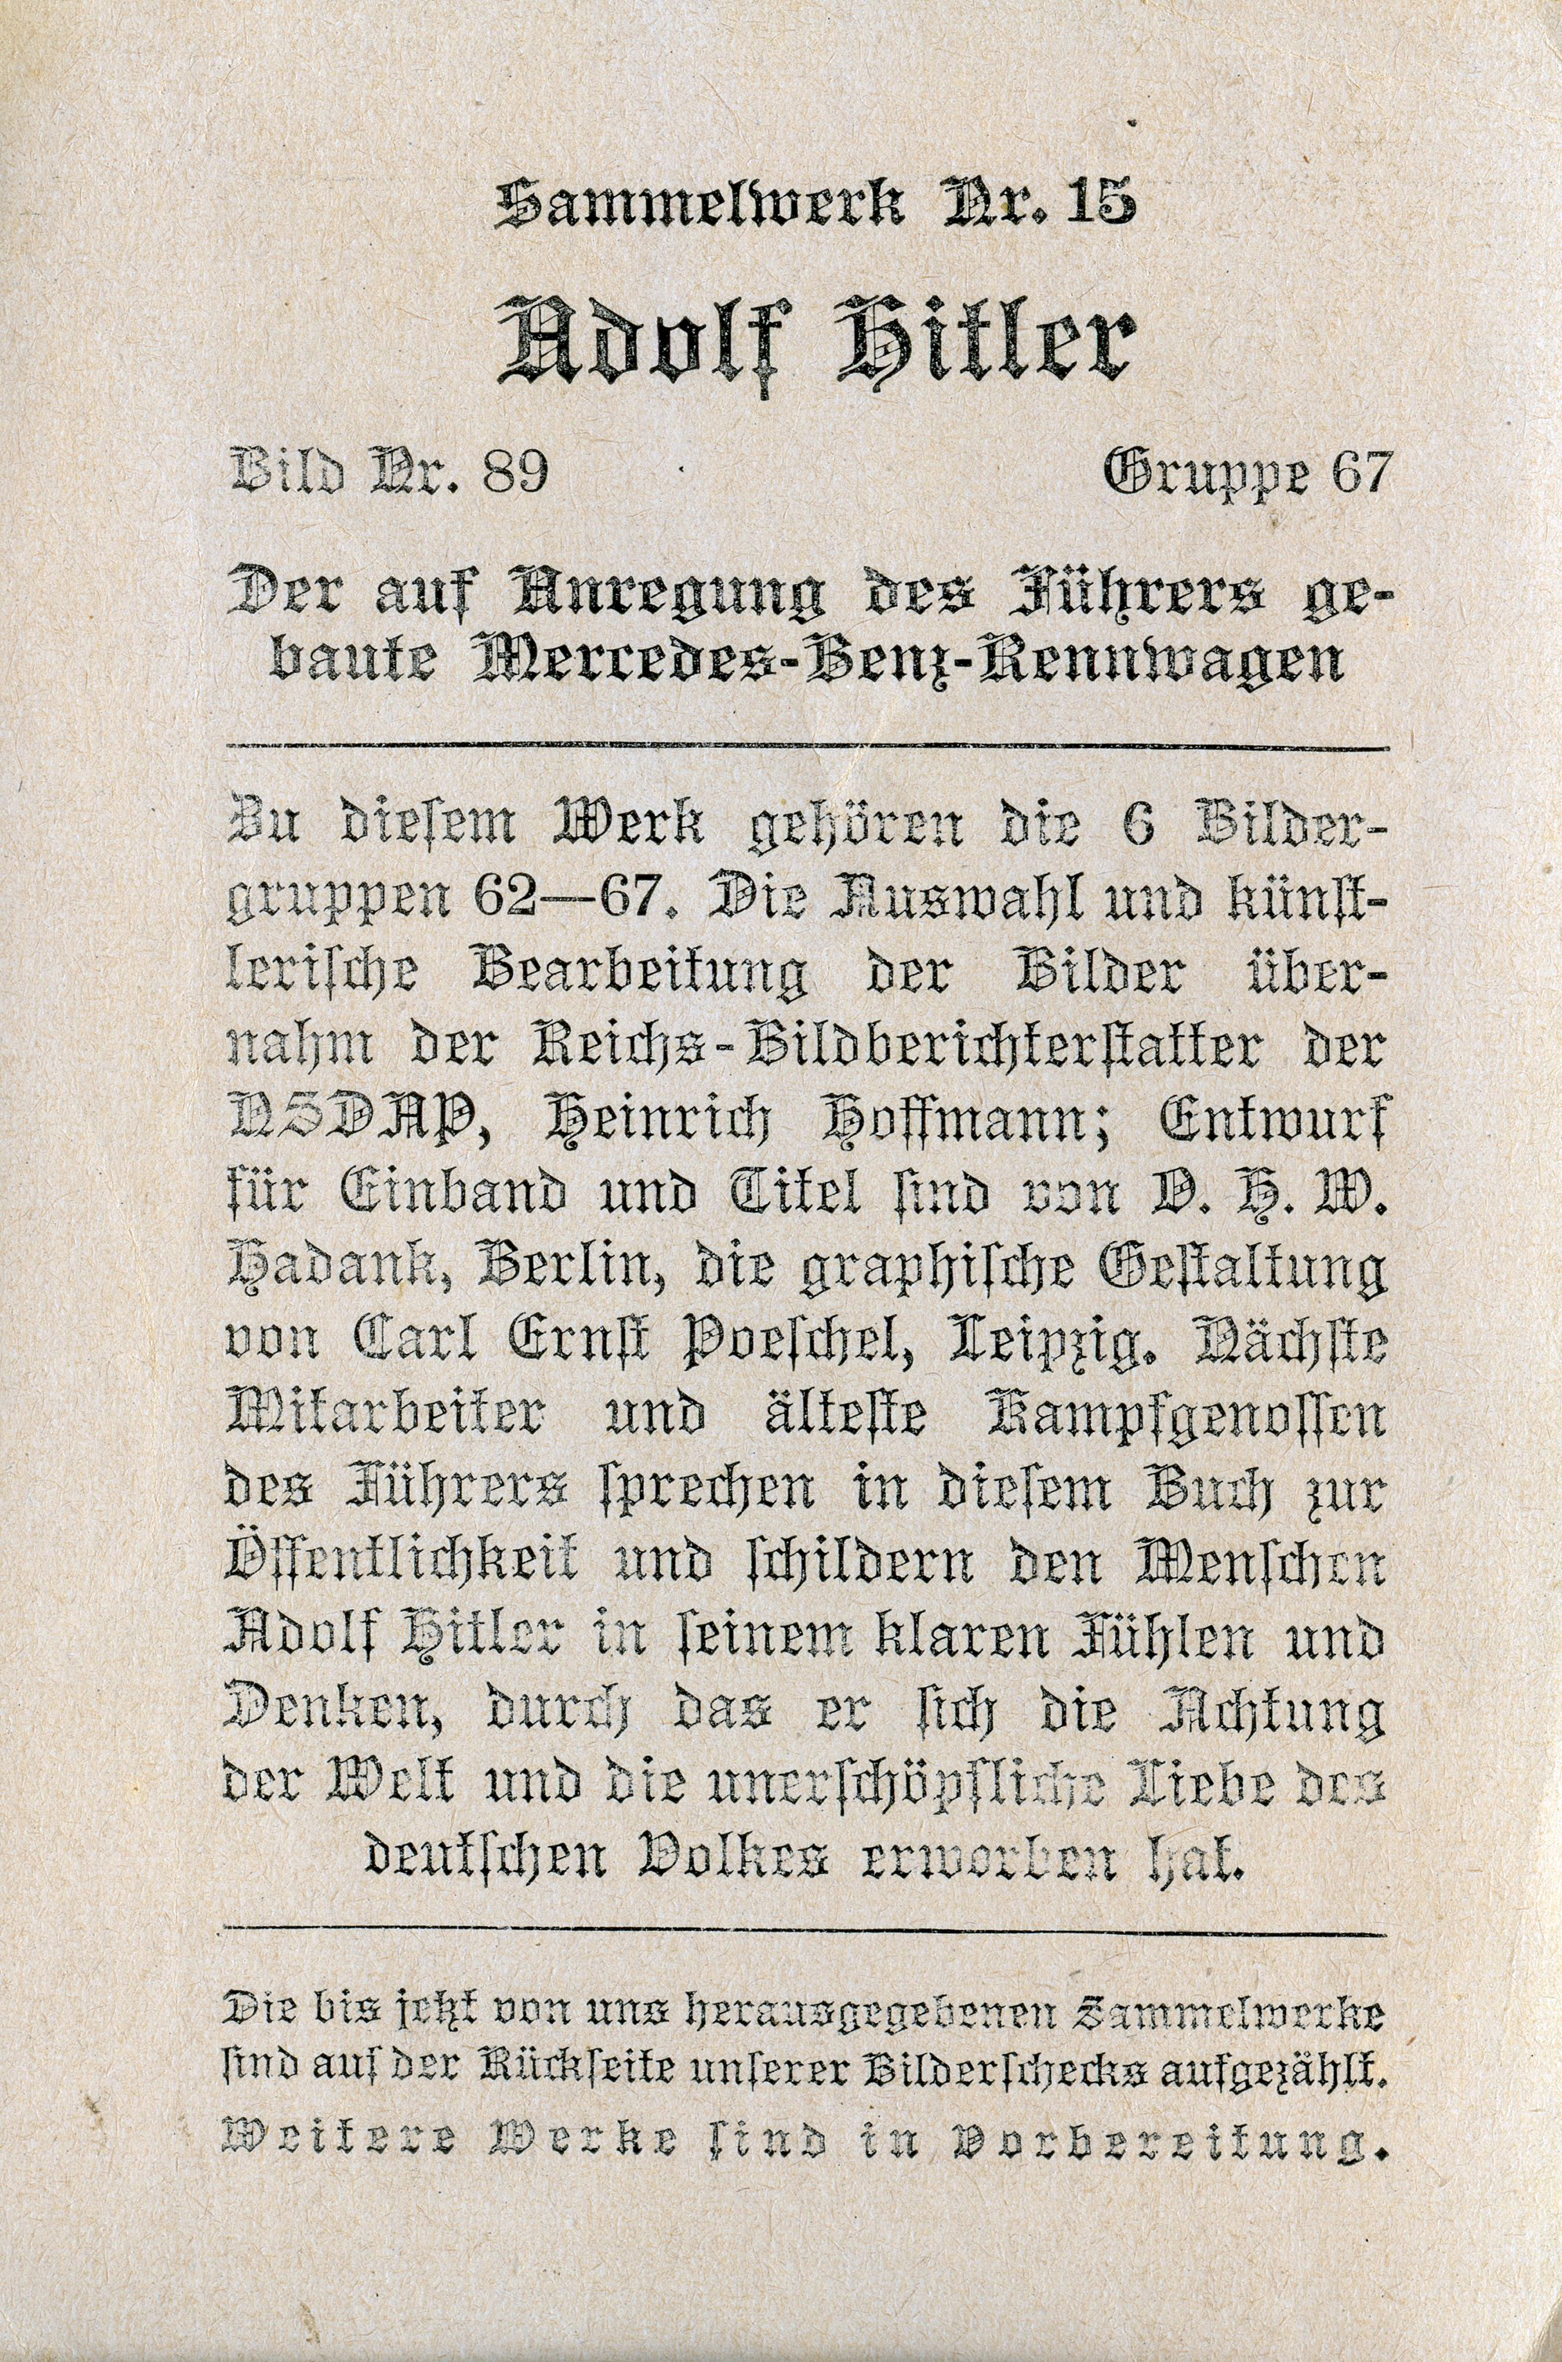 Sammelwerk Nr. 15
Adolf Hitler
Bild Nr. 89 Gruppe 67
Der auf Anregung des Führers ge-
baute Mercedes-Benz-Rennwagen
Zu diesem Werk gehören die 6 Bilder-
gruppen 62—67. Die Auswahl und künst-
lerische Bearbeitung der Bilder über-
nahm der Reichs-Bildberichterstatter der
NSDAP, Heinrich Hoffmann; Entwurf
für Einband und Titel sind von O. H. W.
Hadank, Berlin, die graphische Gestaltung
von Carl Ernst Poeschel, Leipzig. Nächste
Mitarbeiter und älteste Kampfgenossen
des Führers sprechen in diesem Buch zur
Öffentlichkeit und schildern den Menschen
Adolf Hitler in seinem klaren Fühlen und
Denken, durch das er sich die Achtung
der Welt und die unerschöpfliche Liebe des
deutschen Volkes erworben hat.
Die bis jetzt von uns herausgegebenen Sammelwerke
sind auf der Rückseite unserer Bilderschecks aufgezählt.
Weitere Werke sind in Vorbereitung.